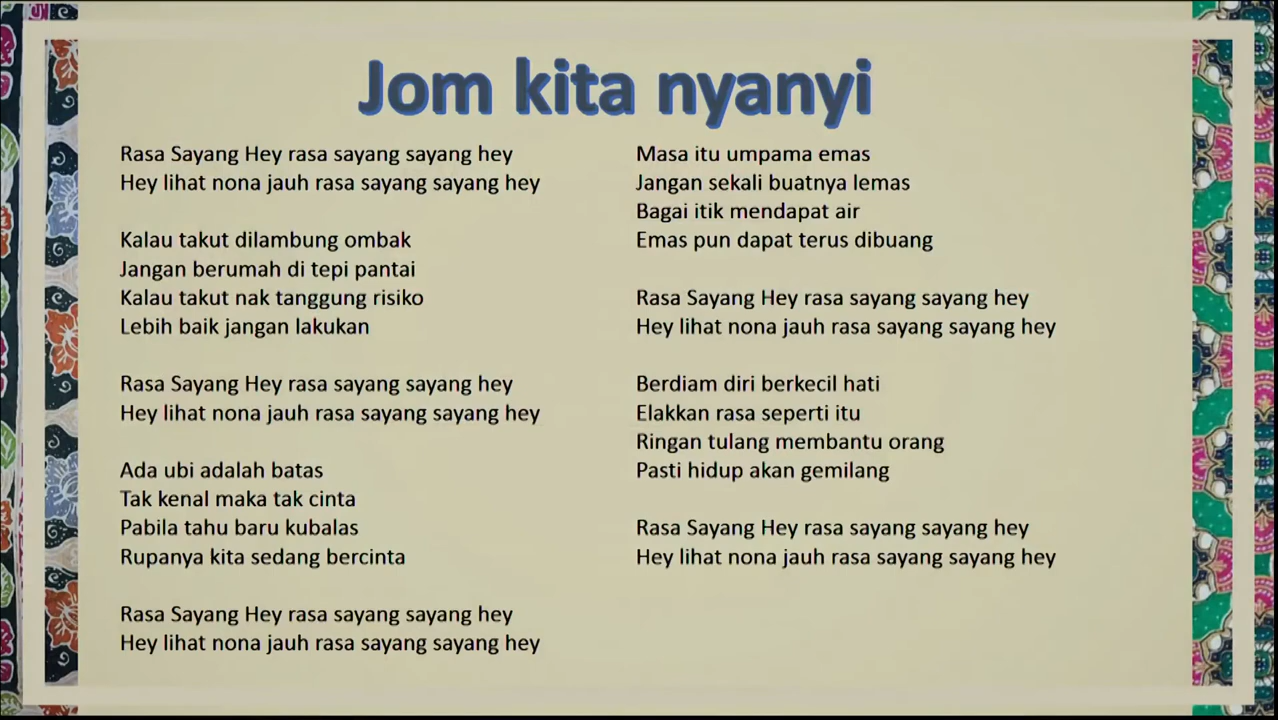 Jom kita nyanyi
Rasa Sayang Hey rasa sayang sayang hey
Hey lihat nona jauh rasa sayang sayang hey
Kalau takut dilambung ombak
Jangan berumah di tepi pantai
Kalau takut nak tanggung risiko
Lebih baik jangan lakukan
Rasa Sayang Hey rasa sayang sayang hey
Hey lihat nona jauh rasa sayang sayang hey
Ada ubi adalah batas
Tak kenal maka tak cinta
Pabila tahu baru kubalas
Rupanya kita sedang bercinta
Rasa Sayang Hey rasa sayang sayang hey
Hey lihat nona jauh rasa sayang sayang hey
Masa itu umpama emas
Jangan sekali buatnya lemas
Bagai itik mendapat air
Emas pun dapat terus dibuang
Rasa Sayang Hey rasa sayang sayang hey
Hey lihat nona jauh rasa sayang sayang hey
Berdiam diri berkecil hati
Elakkan rasa seperti itu
Ringan tulang membantu orang
Pasti hidup akan gemilang
Rasa Sayang Hey rasa sayang sayang hey
Hey lihat nona jauh rasa sayang sayang hey